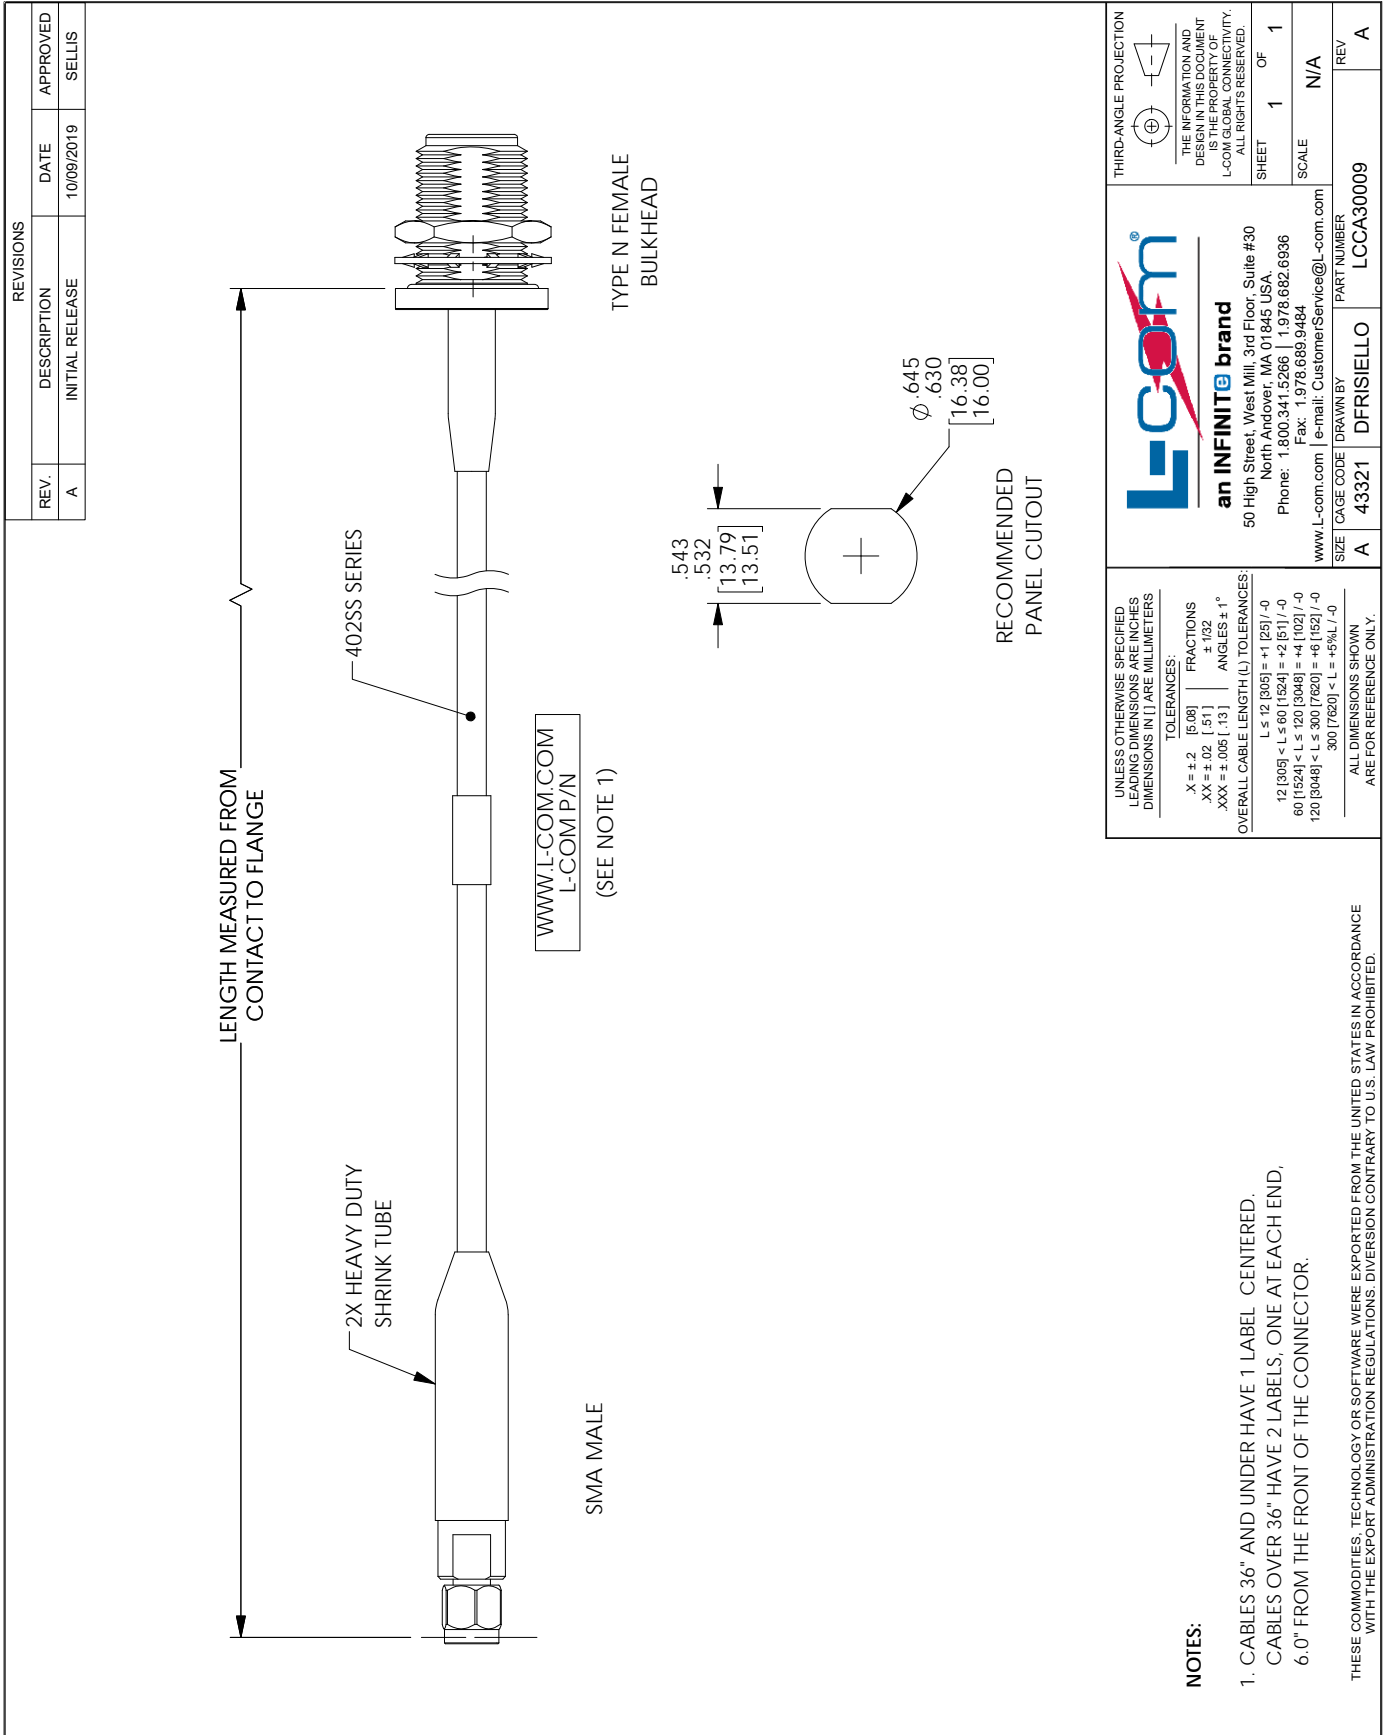 REVISIONS
REV. DESCRIPTION DATE APPROVED
A INITIAL RELEASE 10/09/2019 SELLIS
LENGTH MEASURED FROM
CONTACT TO FLANGE
2X HEAVY DUTY
SHRINK TUBE
402SS SERIES
SMA MALE
WWW.L-COM.COM
L-COM P/N
(SEE NOTE 1)
TYPE N FEMALE
BULKHEAD
.543
.532
[13.79]
[13.51]
∅ .645
.630
[16.38]
[16.00]
RECOMMENDED
PANEL CUTOUT
NOTES:
1. CABLES 36" AND UNDER HAVE 1 LABEL CENTERED.
CABLES OVER 36" HAVE 2 LABELS, ONE AT EACH END,
6.0" FROM THE FRONT OF THE CONNECTOR.
THESE COMMODITIES, TECHNOLOGY OR SOFTWARE WERE EXPORTED FROM THE UNITED STATES IN ACCORDANCE
WITH THE EXPORT ADMINISTRATION REGULATIONS. DIVERSION CONTRARY TO U.S. LAW PROHIBITED.
UNLESS OTHERWISE SPECIFIED
LEADING DIMENSIONS ARE INCHES
DIMENSIONS IN [ ] ARE MILLIMETERS
TOLERANCES:
.X = ± .2 [5.08] FRACTIONS
.XX = ± .02 [.51] ± 1/32
.XXX = ± .005 [.13] ANGLES ± 1°
OVERALL CABLE LENGTH (L) TOLERANCES:
L ≤ 12 [305] = +1 [25] / -0
12 [305] < L ≤ 60 [1524] = +2 [51] / -0
60 [1524] < L ≤ 120 [3048] = +4 [102] / -0
120 [3048] < L ≤ 300 [7620] = +6 [152] / -0
300 [7620] < L = +5%L / -0
ALL DIMENSIONS SHOWN
ARE FOR REFERENCE ONLY.
L-com®
an INFINITe brand
50 High Street, West Mill, 3rd Floor, Suite #30
North Andover, MA 01845 USA.
Phone: 1.800.341.5266 | 1.978.682.6936
Fax: 1.978.689.9484
www.L-com.com | e-mail: CustomerService@L-com.com
THIRD-ANGLE PROJECTION
THE INFORMATION AND
DESIGN IN THIS DOCUMENT
IS THE PROPERTY OF
L-COM GLOBAL CONNECTIVITY.
ALL RIGHTS RESERVED.
SHEET 1 OF 1
SCALE N/A
SIZE CAGE CODE DRAWN BY PART NUMBER REV
A 43321 DFRISIELLO LCCA30009 A